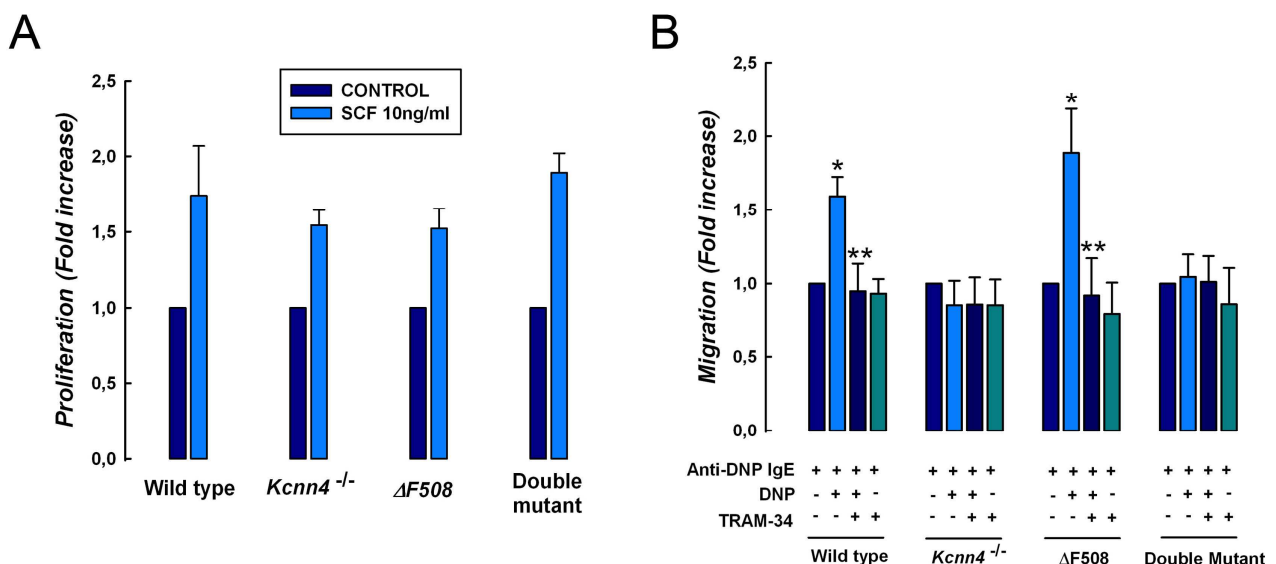 A
Proliferation (Fold increase)
2,5
2,0
1,5
1,0
0,5
0,0
CONTROL
SCF 10ng/ml
Wild type
Kcnn4 -/-
ΔF508
Double
mutant
B
Migration (Fold increase)
2,5
2,0
1,5
1,0
0,5
0,0
*
**
*
**
Anti-DNP IgE + + + + + + + + + + + + + + + +
DNP - + + - - + + - - + + - - + + -
TRAM-34 - - + + - - + + - - + + - - + +
Wild type
Kcnn4 -/-
ΔF508
Double Mutant